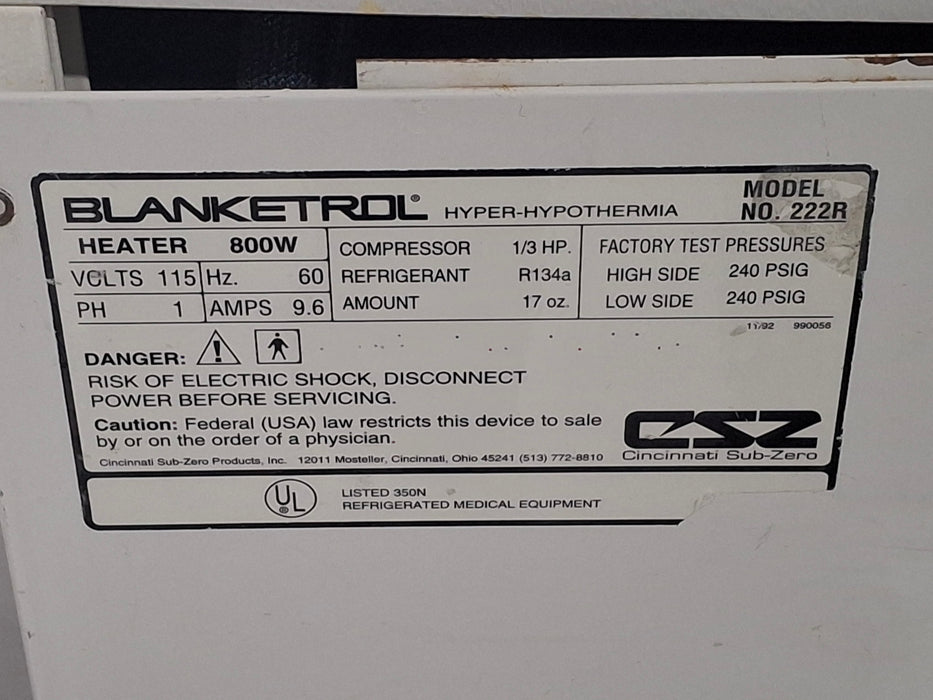 BLANKETROL® HYPER-HYPOTHERMIA
MODEL
NO. 222R
HEATER 800W
VOLTS 115 Hz. 60
PH 1 AMPS 9.6
COMPRESSOR 1/3 HP.
REFRIGERANT R134a
AMOUNT 17 oz.
FACTORY TEST PRESSURES
HIGH SIDE 240 PSIG
LOW SIDE 240 PSIG
11/92 990056
DANGER:
RISK OF ELECTRIC SHOCK, DISCONNECT
POWER BEFORE SERVICING.
Caution: Federal (USA) law restricts this device to sale
by or on the order of a physician.
Cincinnati Sub-Zero Products, Inc. 12011 Mosteller, Cincinnati, Ohio 45241 (513) 772-8810
CSZ
Cincinnati Sub-Zero
UL®
LISTED 350N
REFRIGERATED MEDICAL EQUIPMENT